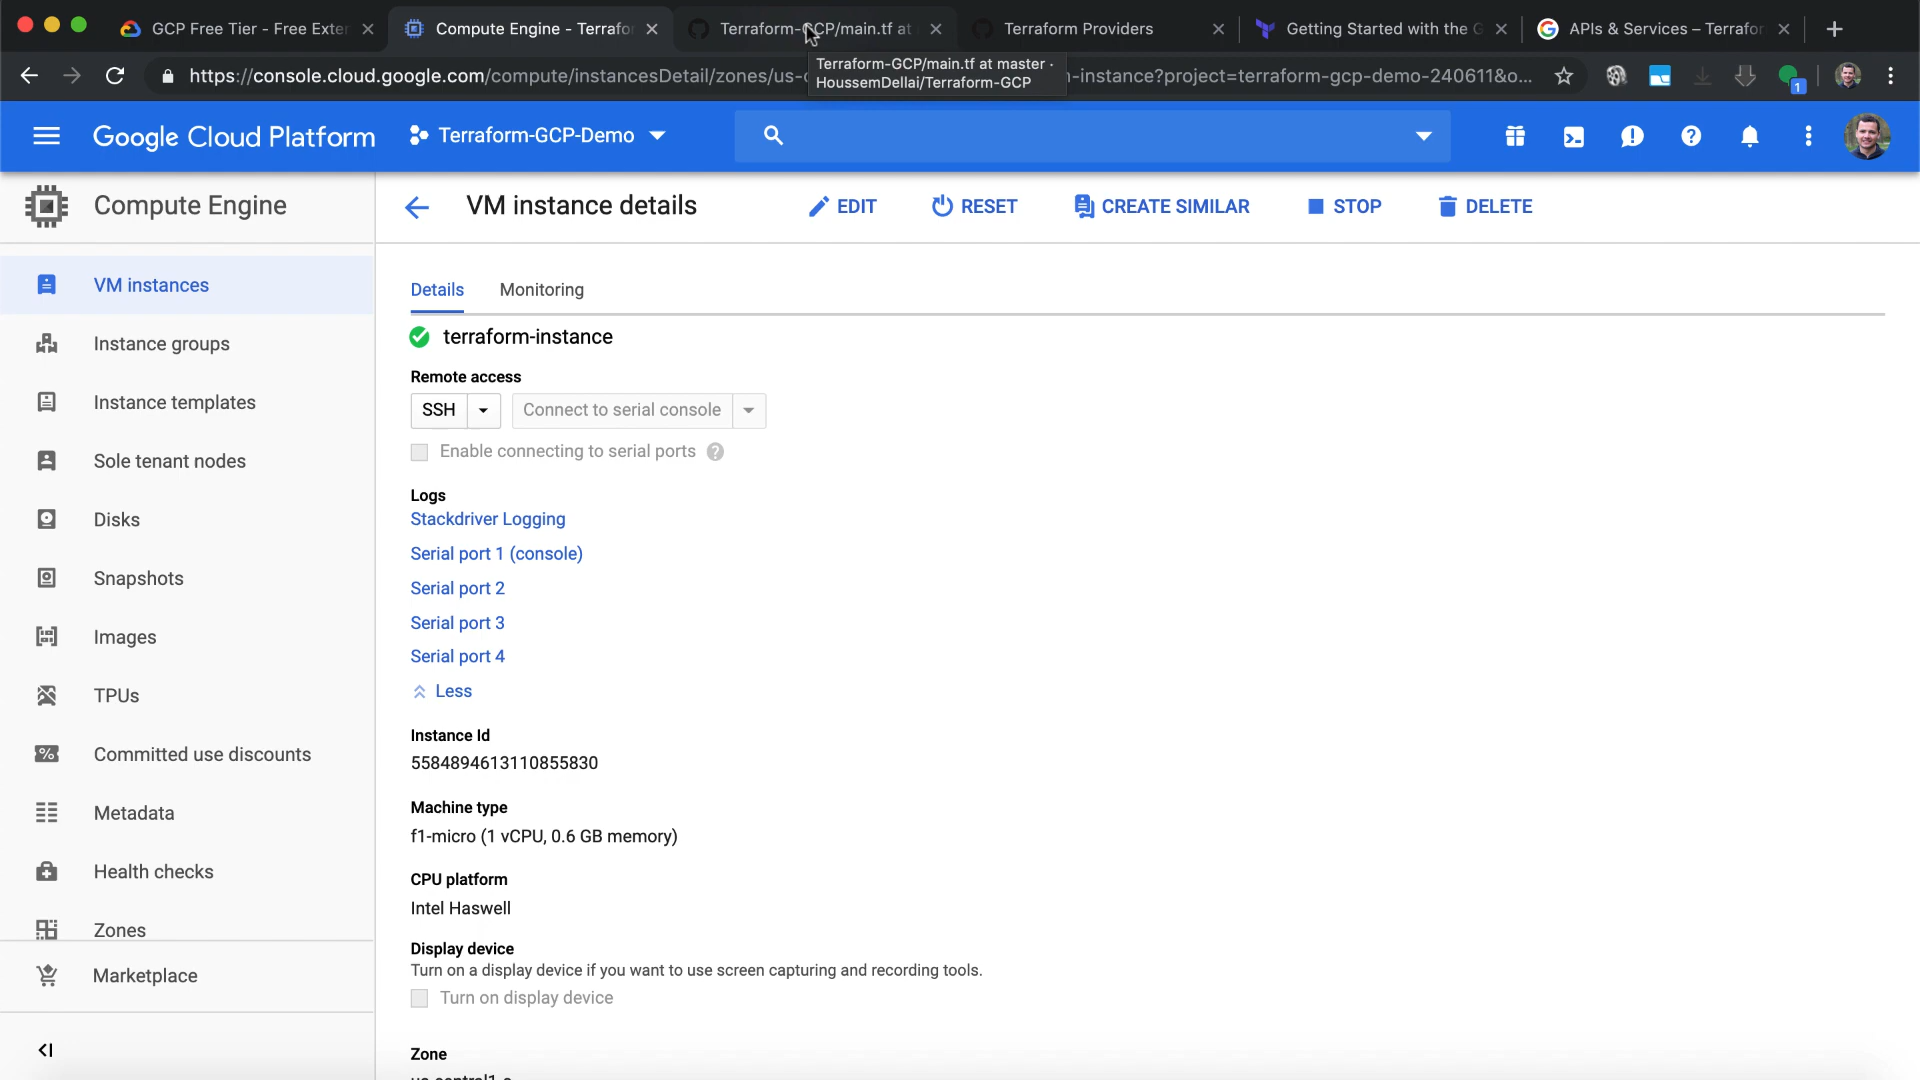 GCP Free Tier - Free Exter
Compute Engine - Terrafor
Terraform-GCP/main.tf at
Terraform Providers
Getting Started with the G
APIs & Services – Terrafor
https://console.cloud.google.com/compute/instancesDetail/zones/us-c
n-instance?project=terraform-gcp-demo-240611&o...
1
Terraform-GCP/main.tf at master ·
HoussemDellai/Terraform-GCP
Google Cloud Platform
Terraform-GCP-Demo
Compute Engine
VM instance details
EDIT
RESET
CREATE SIMILAR
STOP
DELETE
VM instances
Instance groups
Instance templates
Sole tenant nodes
Disks
Snapshots
Images
TPUs
Committed use discounts
Metadata
Health checks
Zones
Marketplace
Details
Monitoring
terraform-instance
Remote access
SSH
Connect to serial console
Enable connecting to serial ports
Logs
Stackdriver Logging
Serial port 1 (console)
Serial port 2
Serial port 3
Serial port 4
Less
Instance Id
5584894613110855830
Machine type
f1-micro (1 vCPU, 0.6 GB memory)
CPU platform
Intel Haswell
Display device
Turn on a display device if you want to use screen capturing and recording tools.
Turn on display device
Zone